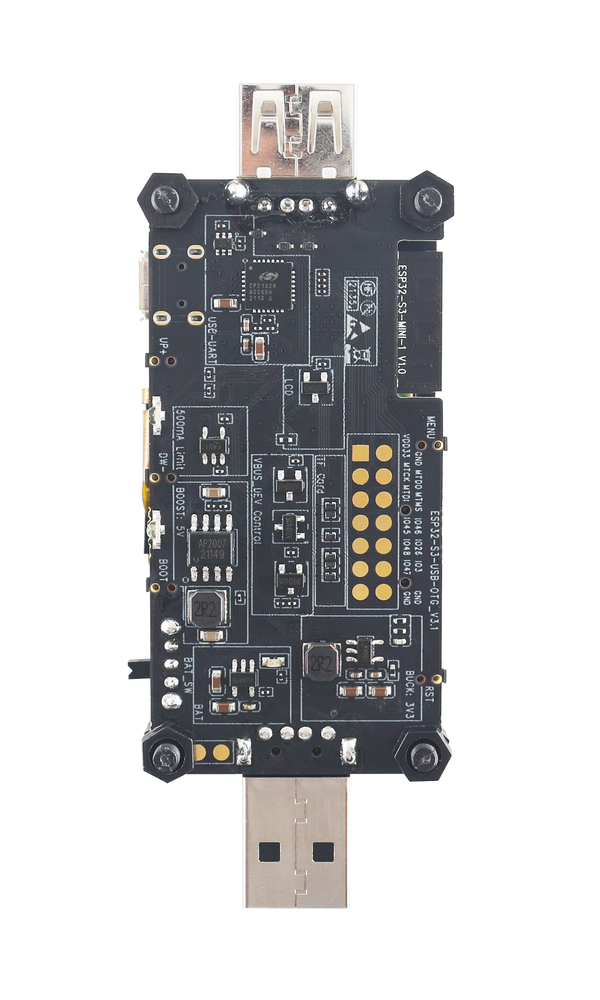 CP2102N
A0266N
2116 A
2125
ESP32-S3-MINI-1 V1.0
USB-UART
UP+
LCD
500mA Limit
DW-
MENU
VDD33 MTCK MTDI IO45 IO48 IO47 GND
GND MTDO MTMS IO46 IO26 IO3 GND
VBUS_DEV Control
TF Card
BOOST: 5V
AP2007
21149
ESP32-S3-USB-OTG_V3.1
BOOT
2R2
2R2
BAT_SW
BAT
BUCK: 3V3
RST